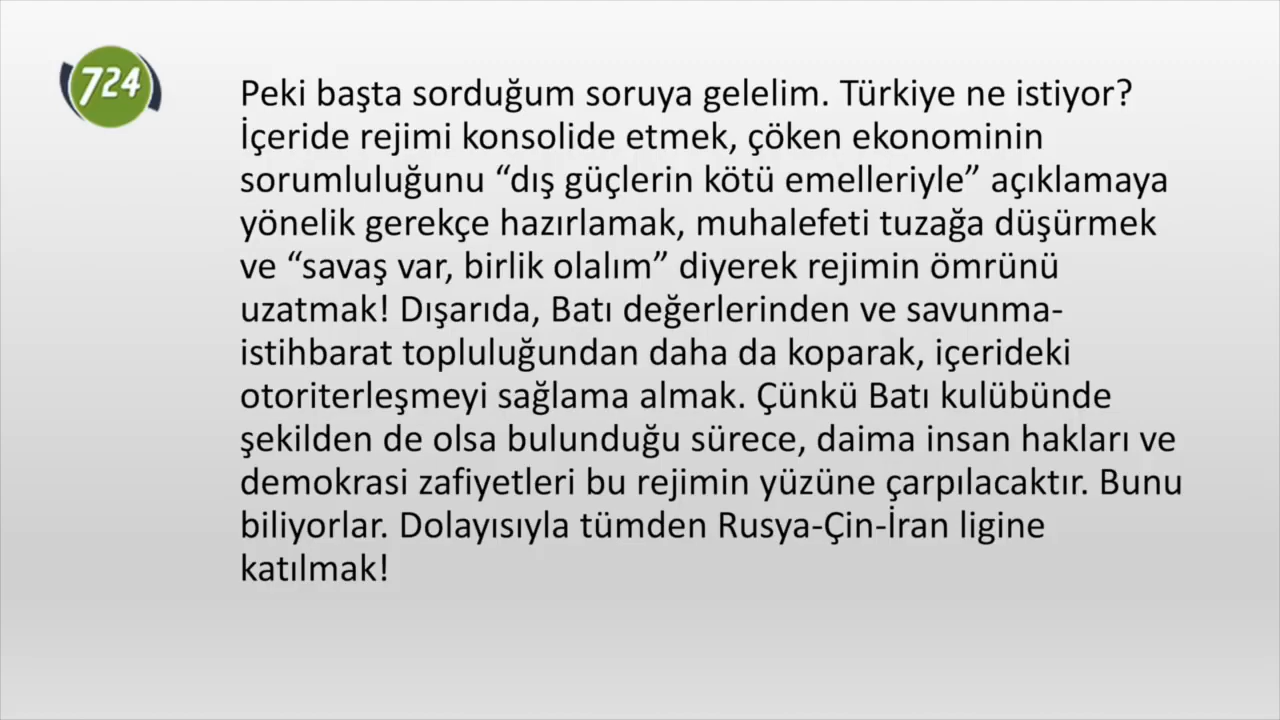 724
Peki başta sorduğum soruya gelelim. Türkiye ne istiyor?
İçeride rejimi konsolide etmek, çöken ekonominin
sorumluluğunu “dış güçlerin kötü emelleriyle” açıklamaya
yönelik gerekçe hazırlamak, muhalefeti tuzağa düşürmek
ve “savaş var, birlik olalım” diyerek rejimin ömrünü
uzatmak! Dışarıda, Batı değerlerinden ve savunma-
istihbarat topluluğundan daha da koparak, içerideki
otoriterleşmeyi sağlama almak. Çünkü Batı kulübünde
şekilden de olsa bulunduğu sürece, daima insan hakları ve
demokrasi zafiyetleri bu rejimin yüzüne çarpılacaktır. Bunu
biliyorlar. Dolayısıyla tümden Rusya-Çin-İran ligine
katılmak!